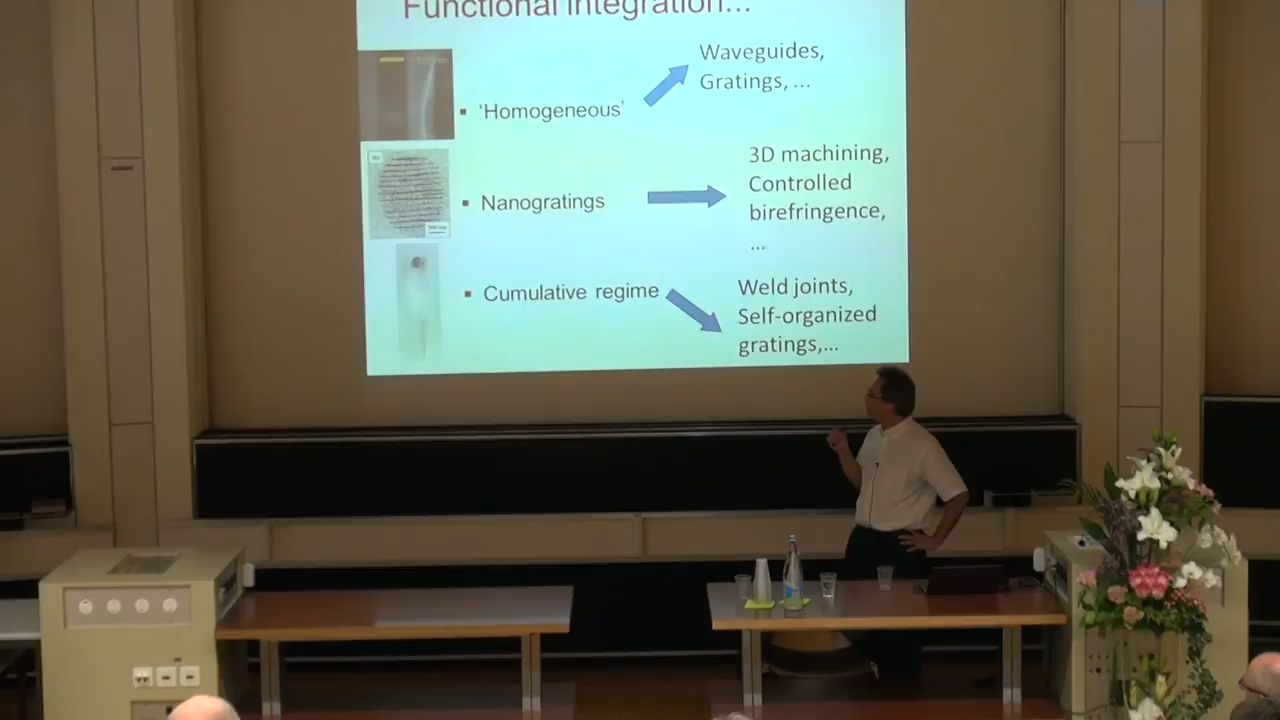 Functional integration...
Waveguides,
Gratings, ...
▪ ‘Homogeneous’
3D machining,
Controlled
birefringence,
...
▪ Nanogratings
Weld joints,
Self-organized
gratings,...
▪ Cumulative regime